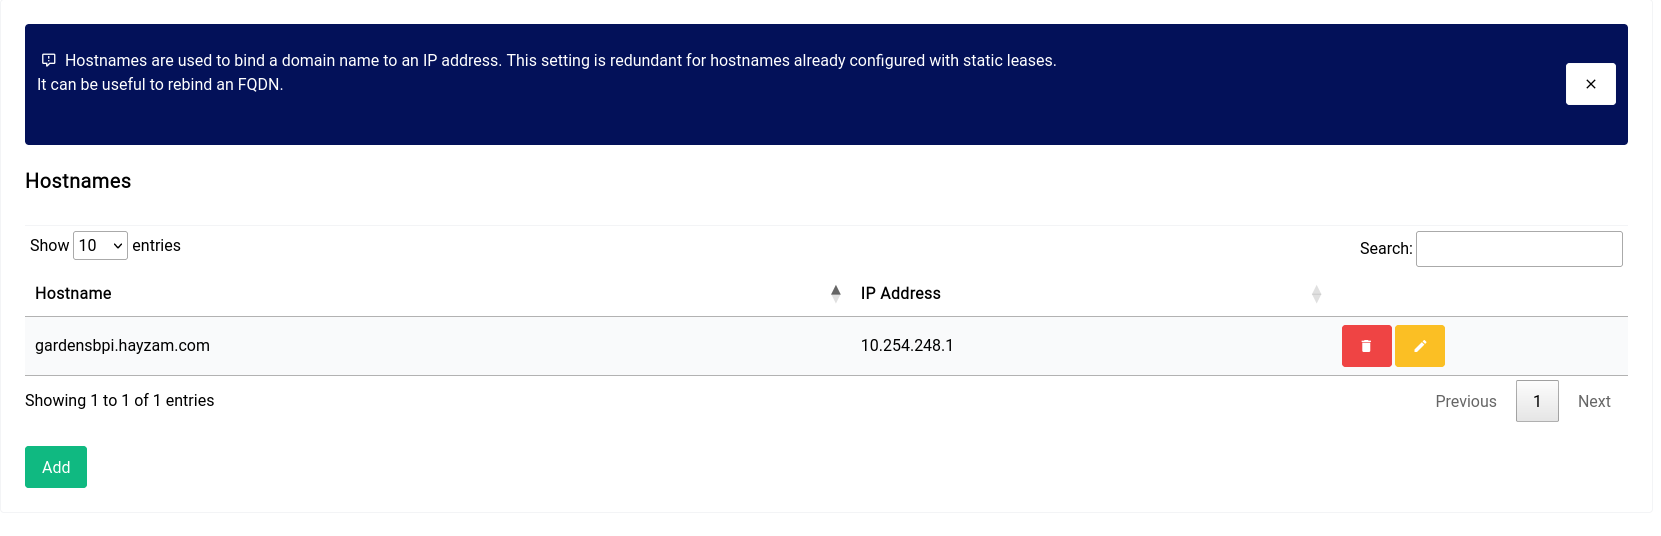 Hostnames are used to bind a domain name to an IP address. This setting is redundant for hostnames already configured with static leases.
It can be useful to rebind an FQDN.
Hostnames
Show 10 entries
Search:
Hostname IP Address
gardensbpi.hayzam.com 10.254.248.1
Showing 1 to 1 of 1 entries
Previous 1 Next
Add